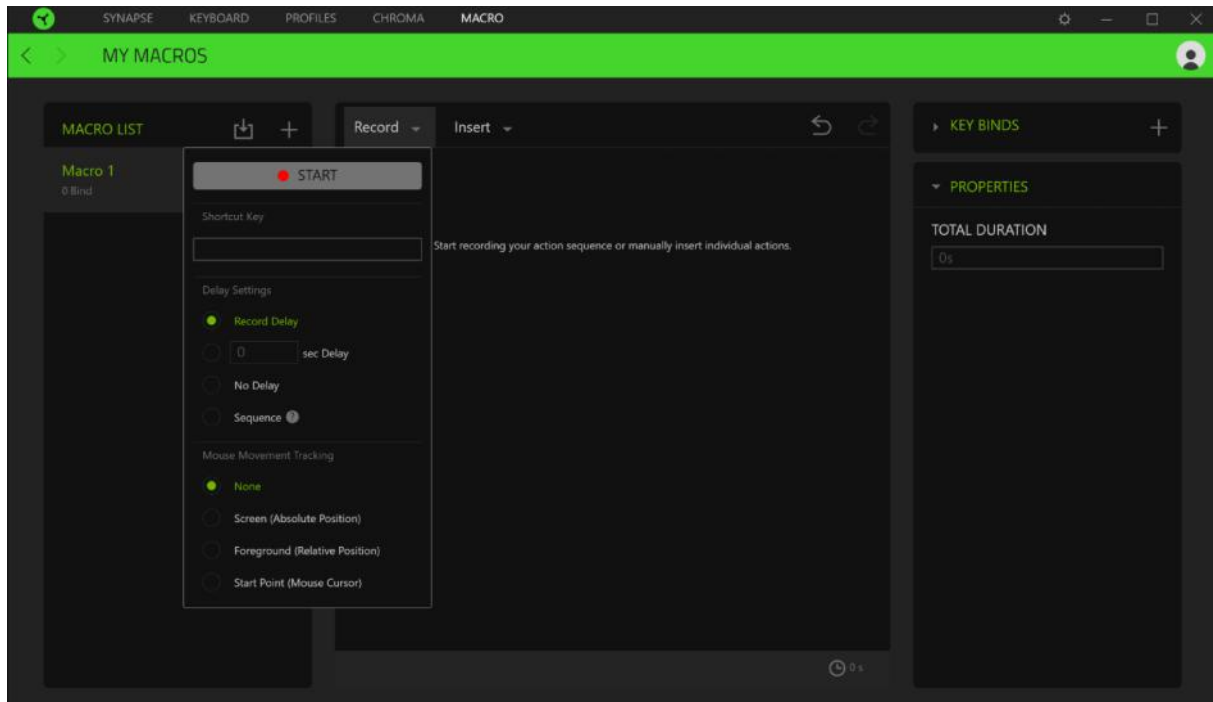 SYNAPSE KEYBOARD PROFILES CHROMA MACRO
MY MACROS
MACRO LIST
Macro 1
0 Bind
Record
Insert
START
Shortcut Key
Delay Settings
Record Delay
0 sec Delay
No Delay
Sequence ?
Mouse Movement Tracking
None
Screen (Absolute Position)
Foreground (Relative Position)
Start Point (Mouse Cursor)
Start recording your action sequence or manually insert individual actions.
0 s
KEY BINDS
PROPERTIES
TOTAL DURATION
0s